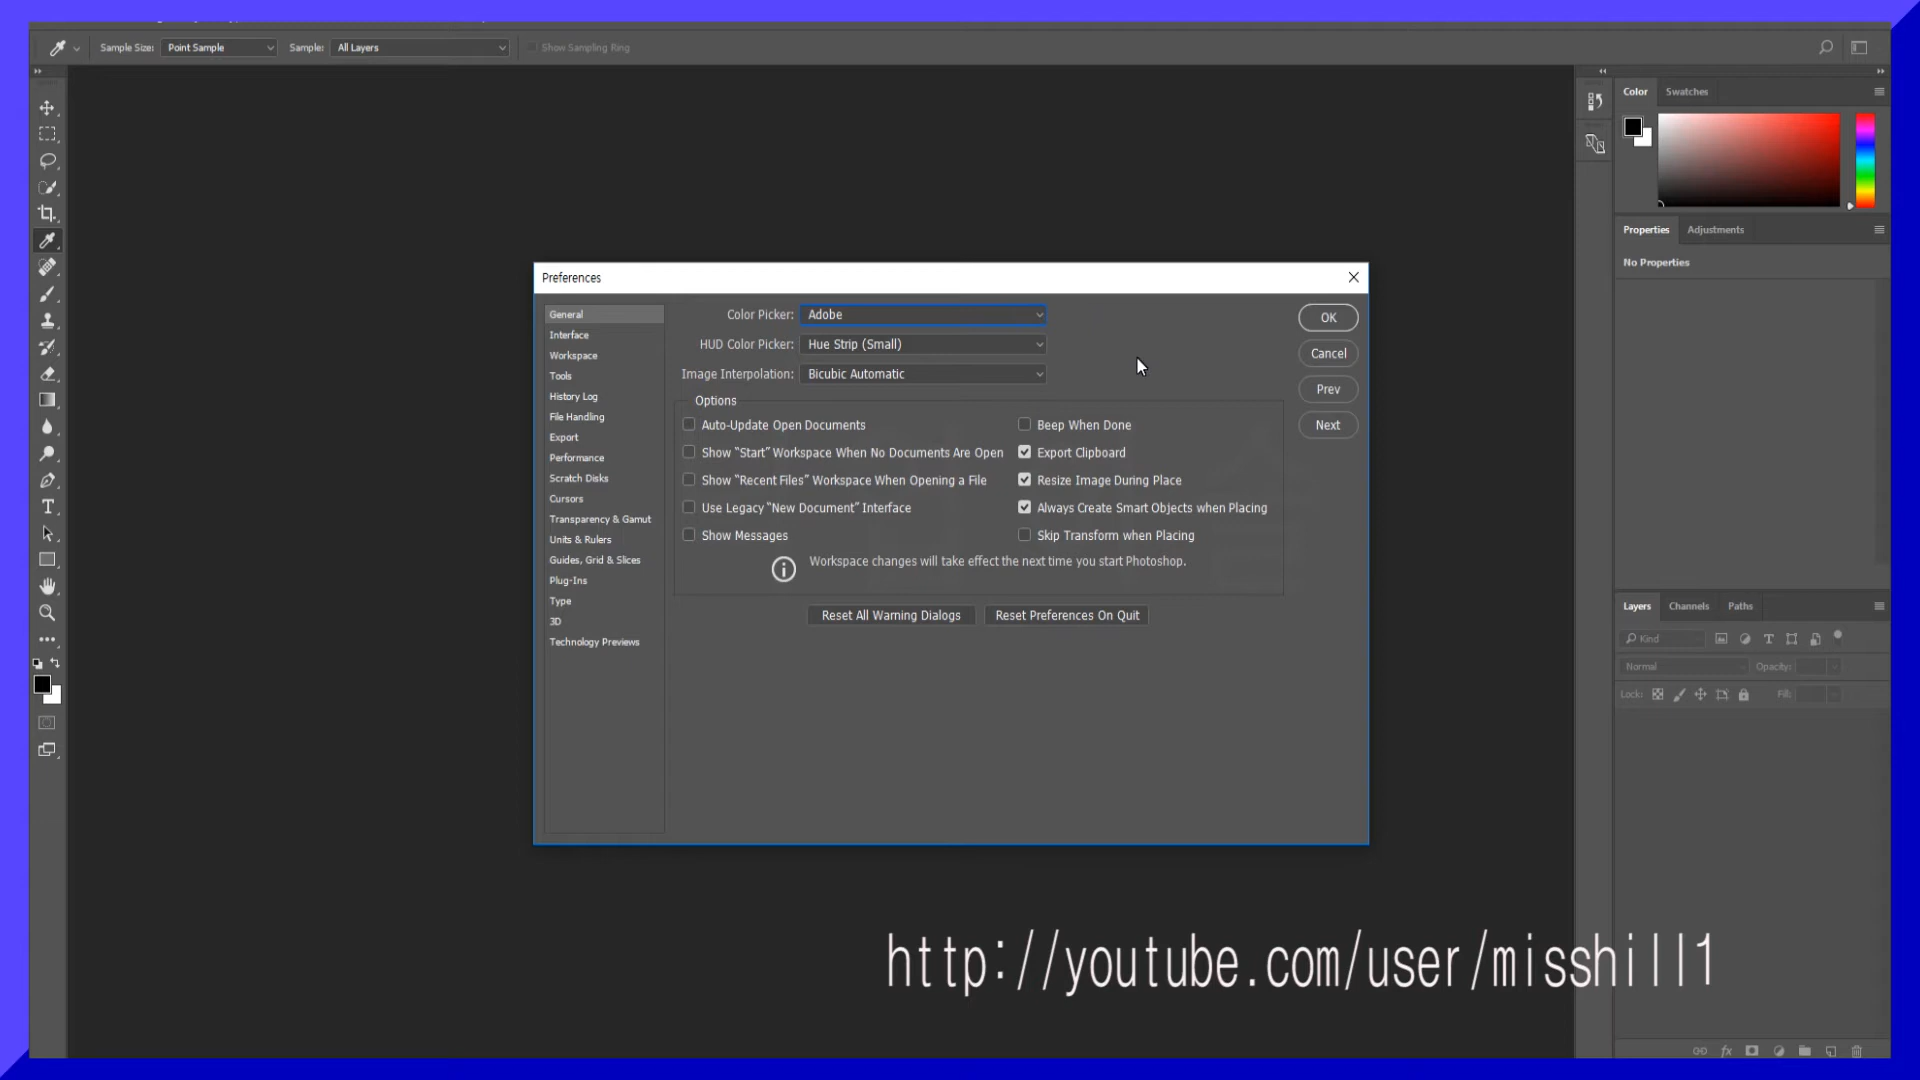 Sample Size: Point Sample Sample: All Layers Show Sampling Ring
Color Swatches
Properties Adjustments
No Properties
Preferences
General
Interface
Workspace
Tools
History Log
File Handling
Export
Performance
Scratch Disks
Cursors
Transparency & Gamut
Units & Rulers
Guides, Grid & Slices
Plug-Ins
Type
3D
Technology Previews
Color Picker: Adobe
HUD Color Picker: Hue Strip (Small)
Image Interpolation: Bicubic Automatic
Options
Auto-Update Open Documents
Show “Start” Workspace When No Documents Are Open
Show “Recent Files” Workspace When Opening a File
Use Legacy “New Document” Interface
Show Messages
Beep When Done
Export Clipboard
Resize Image During Place
Always Create Smart Objects when Placing
Skip Transform when Placing
Workspace changes will take effect the next time you start Photoshop.
Reset All Warning Dialogs Reset Preferences On Quit
OK
Cancel
Prev
Next
Layers Channels Paths
Kind
Normal Opacity:
Lock: Fill:
http://youtube.com/user/misshill1